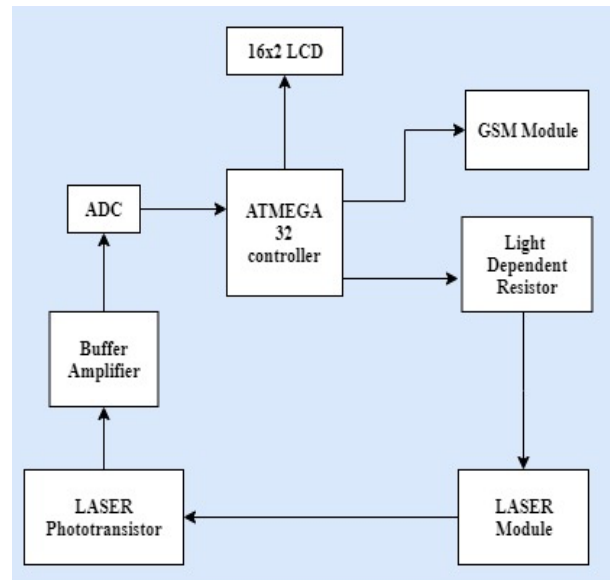 16x2 LCD
GSM Module
ADC
ATMEGA
32
controller
Light
Dependent
Resistor
Buffer
Amplifier
LASER
Phototransistor
LASER
Module